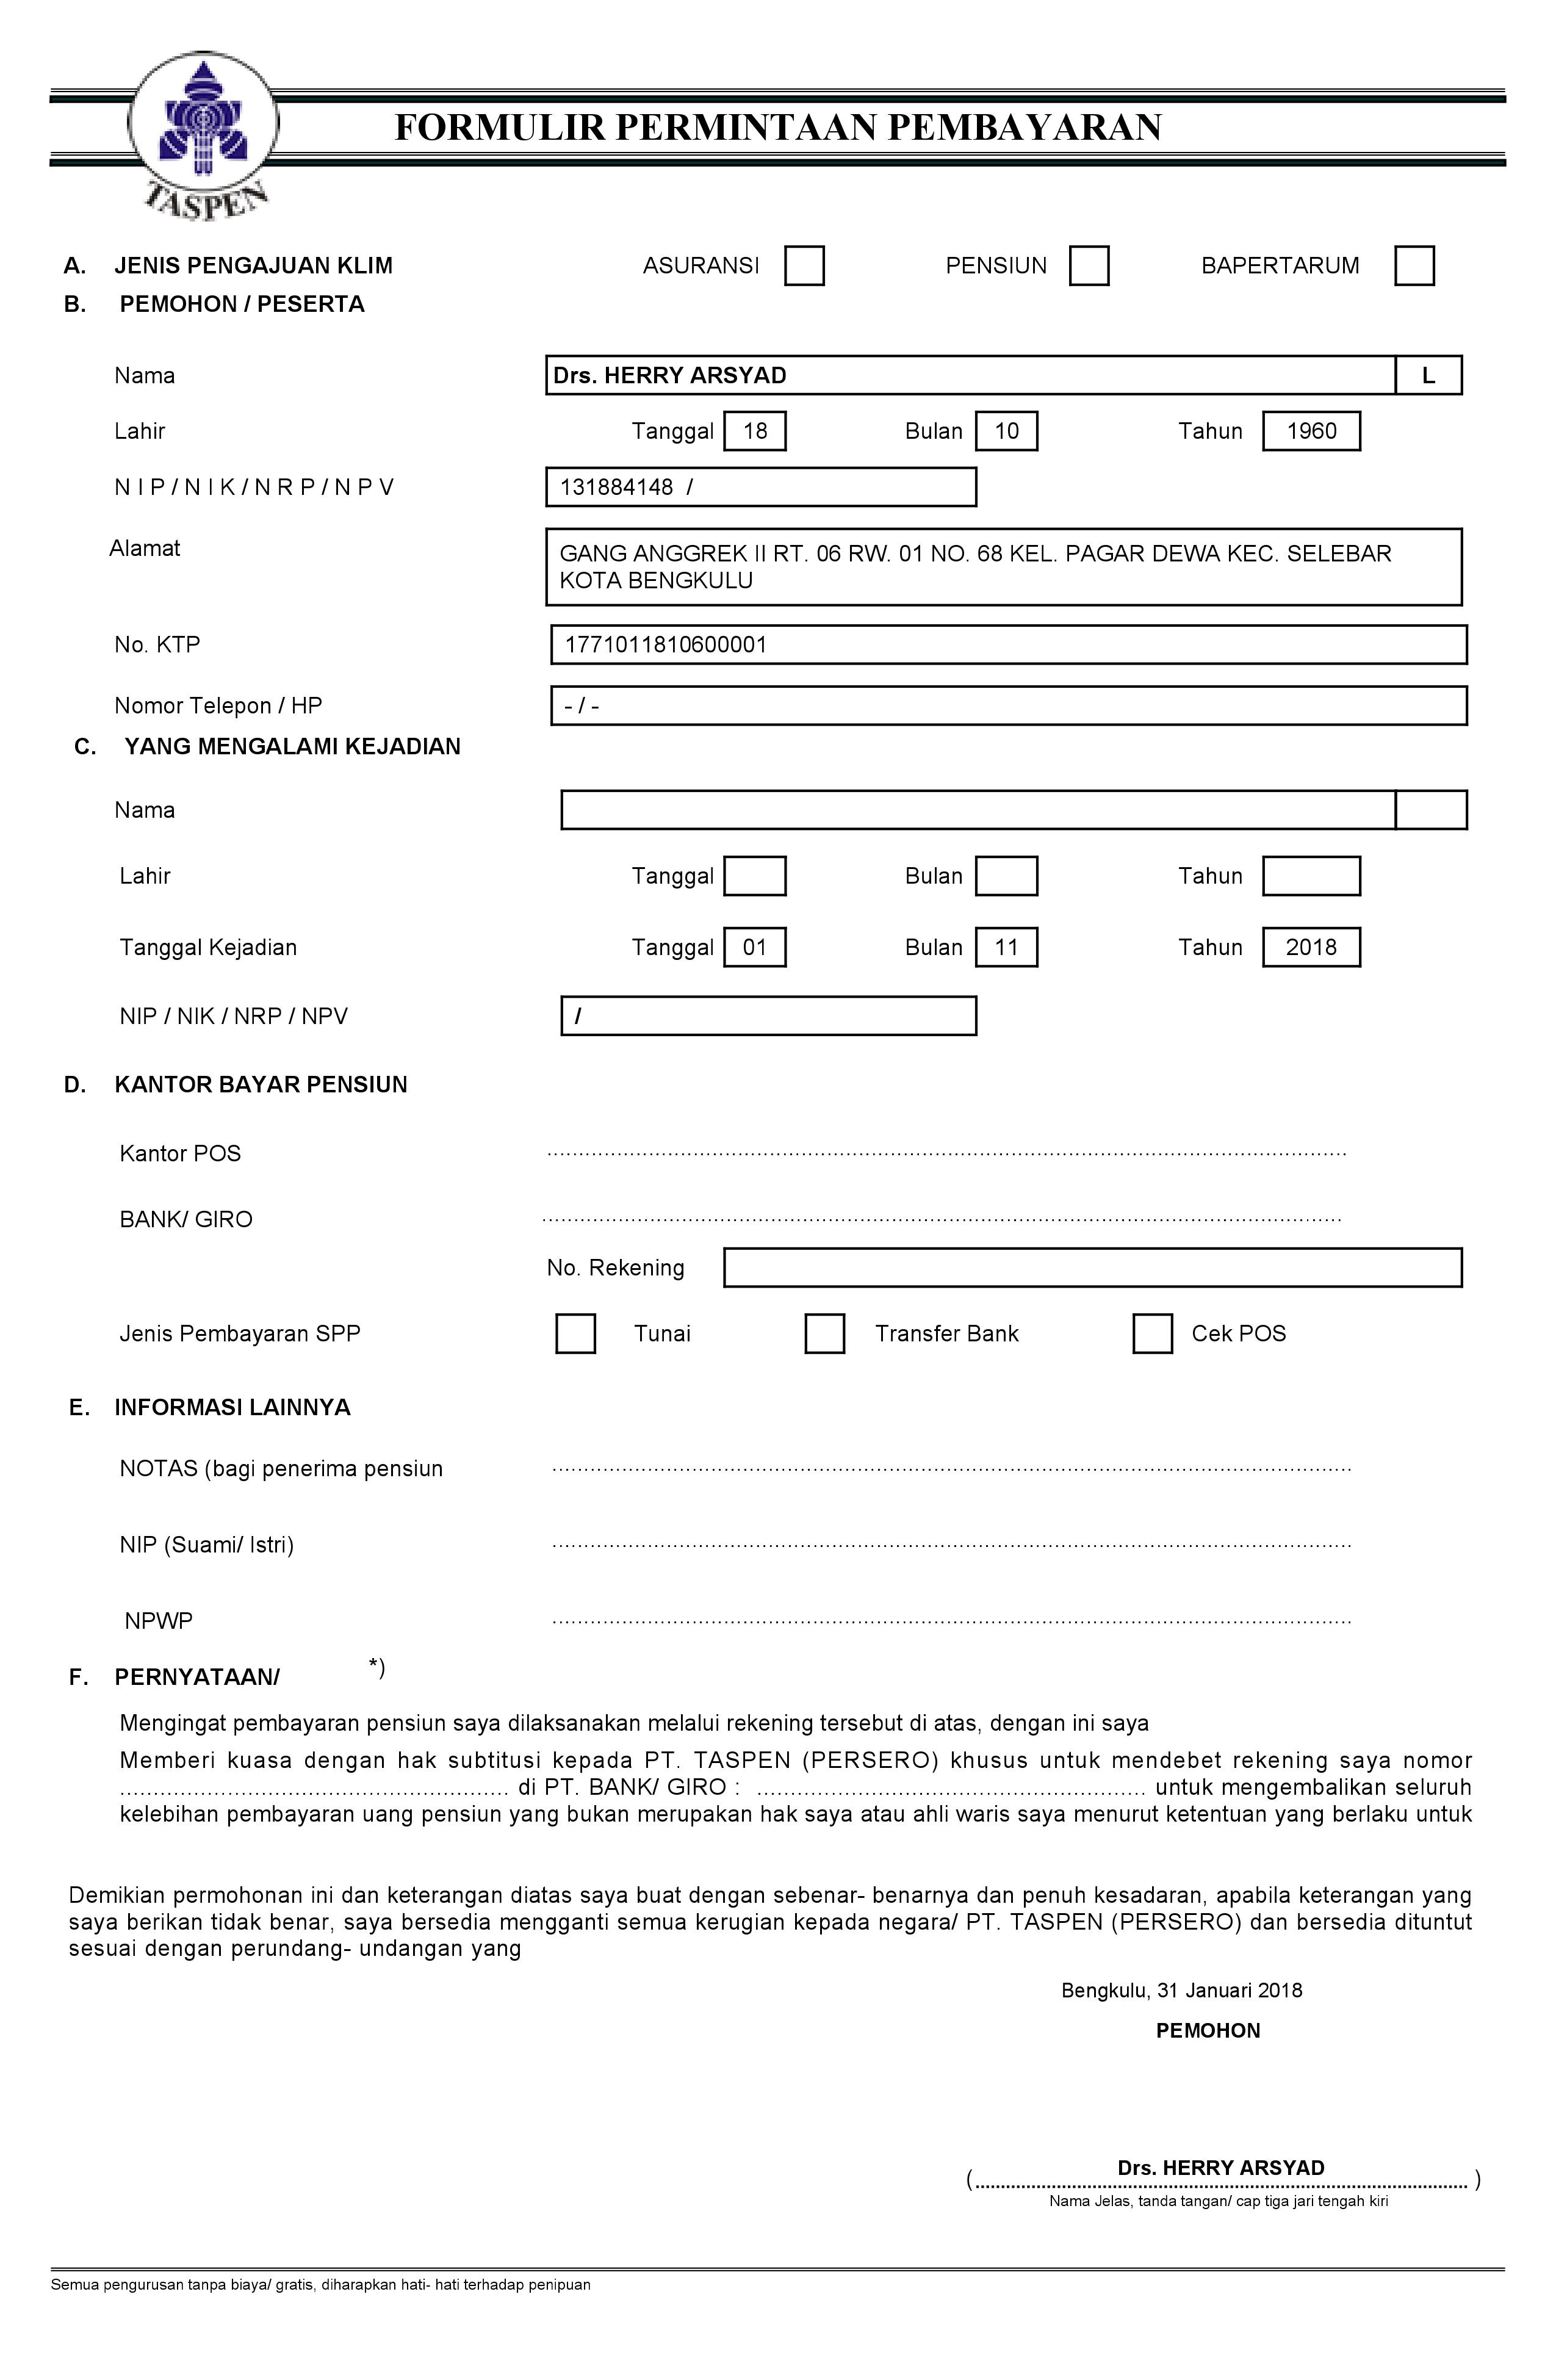 TASPEN
FORMULIR PERMINTAAN PEMBAYARAN
A. JENIS PENGAJUAN KLIM ASURANSI PENSIUN BAPERTARUM
B. PEMOHON / PESERTA
Nama Drs. HERRY ARSYAD L
Lahir Tanggal 18 Bulan 10 Tahun 1960
N I P / N I K / N R P / N P V 131884148 /
Alamat GANG ANGGREK II RT. 06 RW. 01 NO. 68 KEL. PAGAR DEWA KEC. SELEBAR
KOTA BENGKULU
No. KTP 1771011810600001
Nomor Telepon / HP - / -
C. YANG MENGALAMI KEJADIAN
Nama
Lahir Tanggal Bulan Tahun
Tanggal Kejadian Tanggal 01 Bulan 11 Tahun 2018
NIP / NIK / NRP / NPV /
D. KANTOR BAYAR PENSIUN
Kantor POS ..........
BANK/ GIRO ..........
No. Rekening
Jenis Pembayaran SPP Tunai Transfer Bank Cek POS
E. INFORMASI LAINNYA
NOTAS (bagi penerima pensiun ..........
NIP (Suami/ Istri) ..........
NPWP ..........
F. PERNYATAAN/ *)
Mengingat pembayaran pensiun saya dilaksanakan melalui rekening tersebut di atas, dengan ini saya
Memberi kuasa dengan hak subtitusi kepada PT. TASPEN (PERSERO) khusus untuk mendebet rekening saya nomor
.......... di PT. BANK/ GIRO : .......... untuk mengembalikan seluruh
kelebihan pembayaran uang pensiun yang bukan merupakan hak saya atau ahli waris saya menurut ketentuan yang berlaku untuk
Demikian permohonan ini dan keterangan diatas saya buat dengan sebenar- benarnya dan penuh kesadaran, apabila keterangan yang
saya berikan tidak benar, saya bersedia mengganti semua kerugian kepada negara/ PT. TASPEN (PERSERO) dan bersedia dituntut
sesuai dengan perundang- undangan yang
Bengkulu, 31 Januari 2018
PEMOHON
Drs. HERRY ARSYAD
( .......... )
Nama Jelas, tanda tangan/ cap tiga jari tengah kiri
Semua pengurusan tanpa biaya/ gratis, diharapkan hati- hati terhadap penipuan